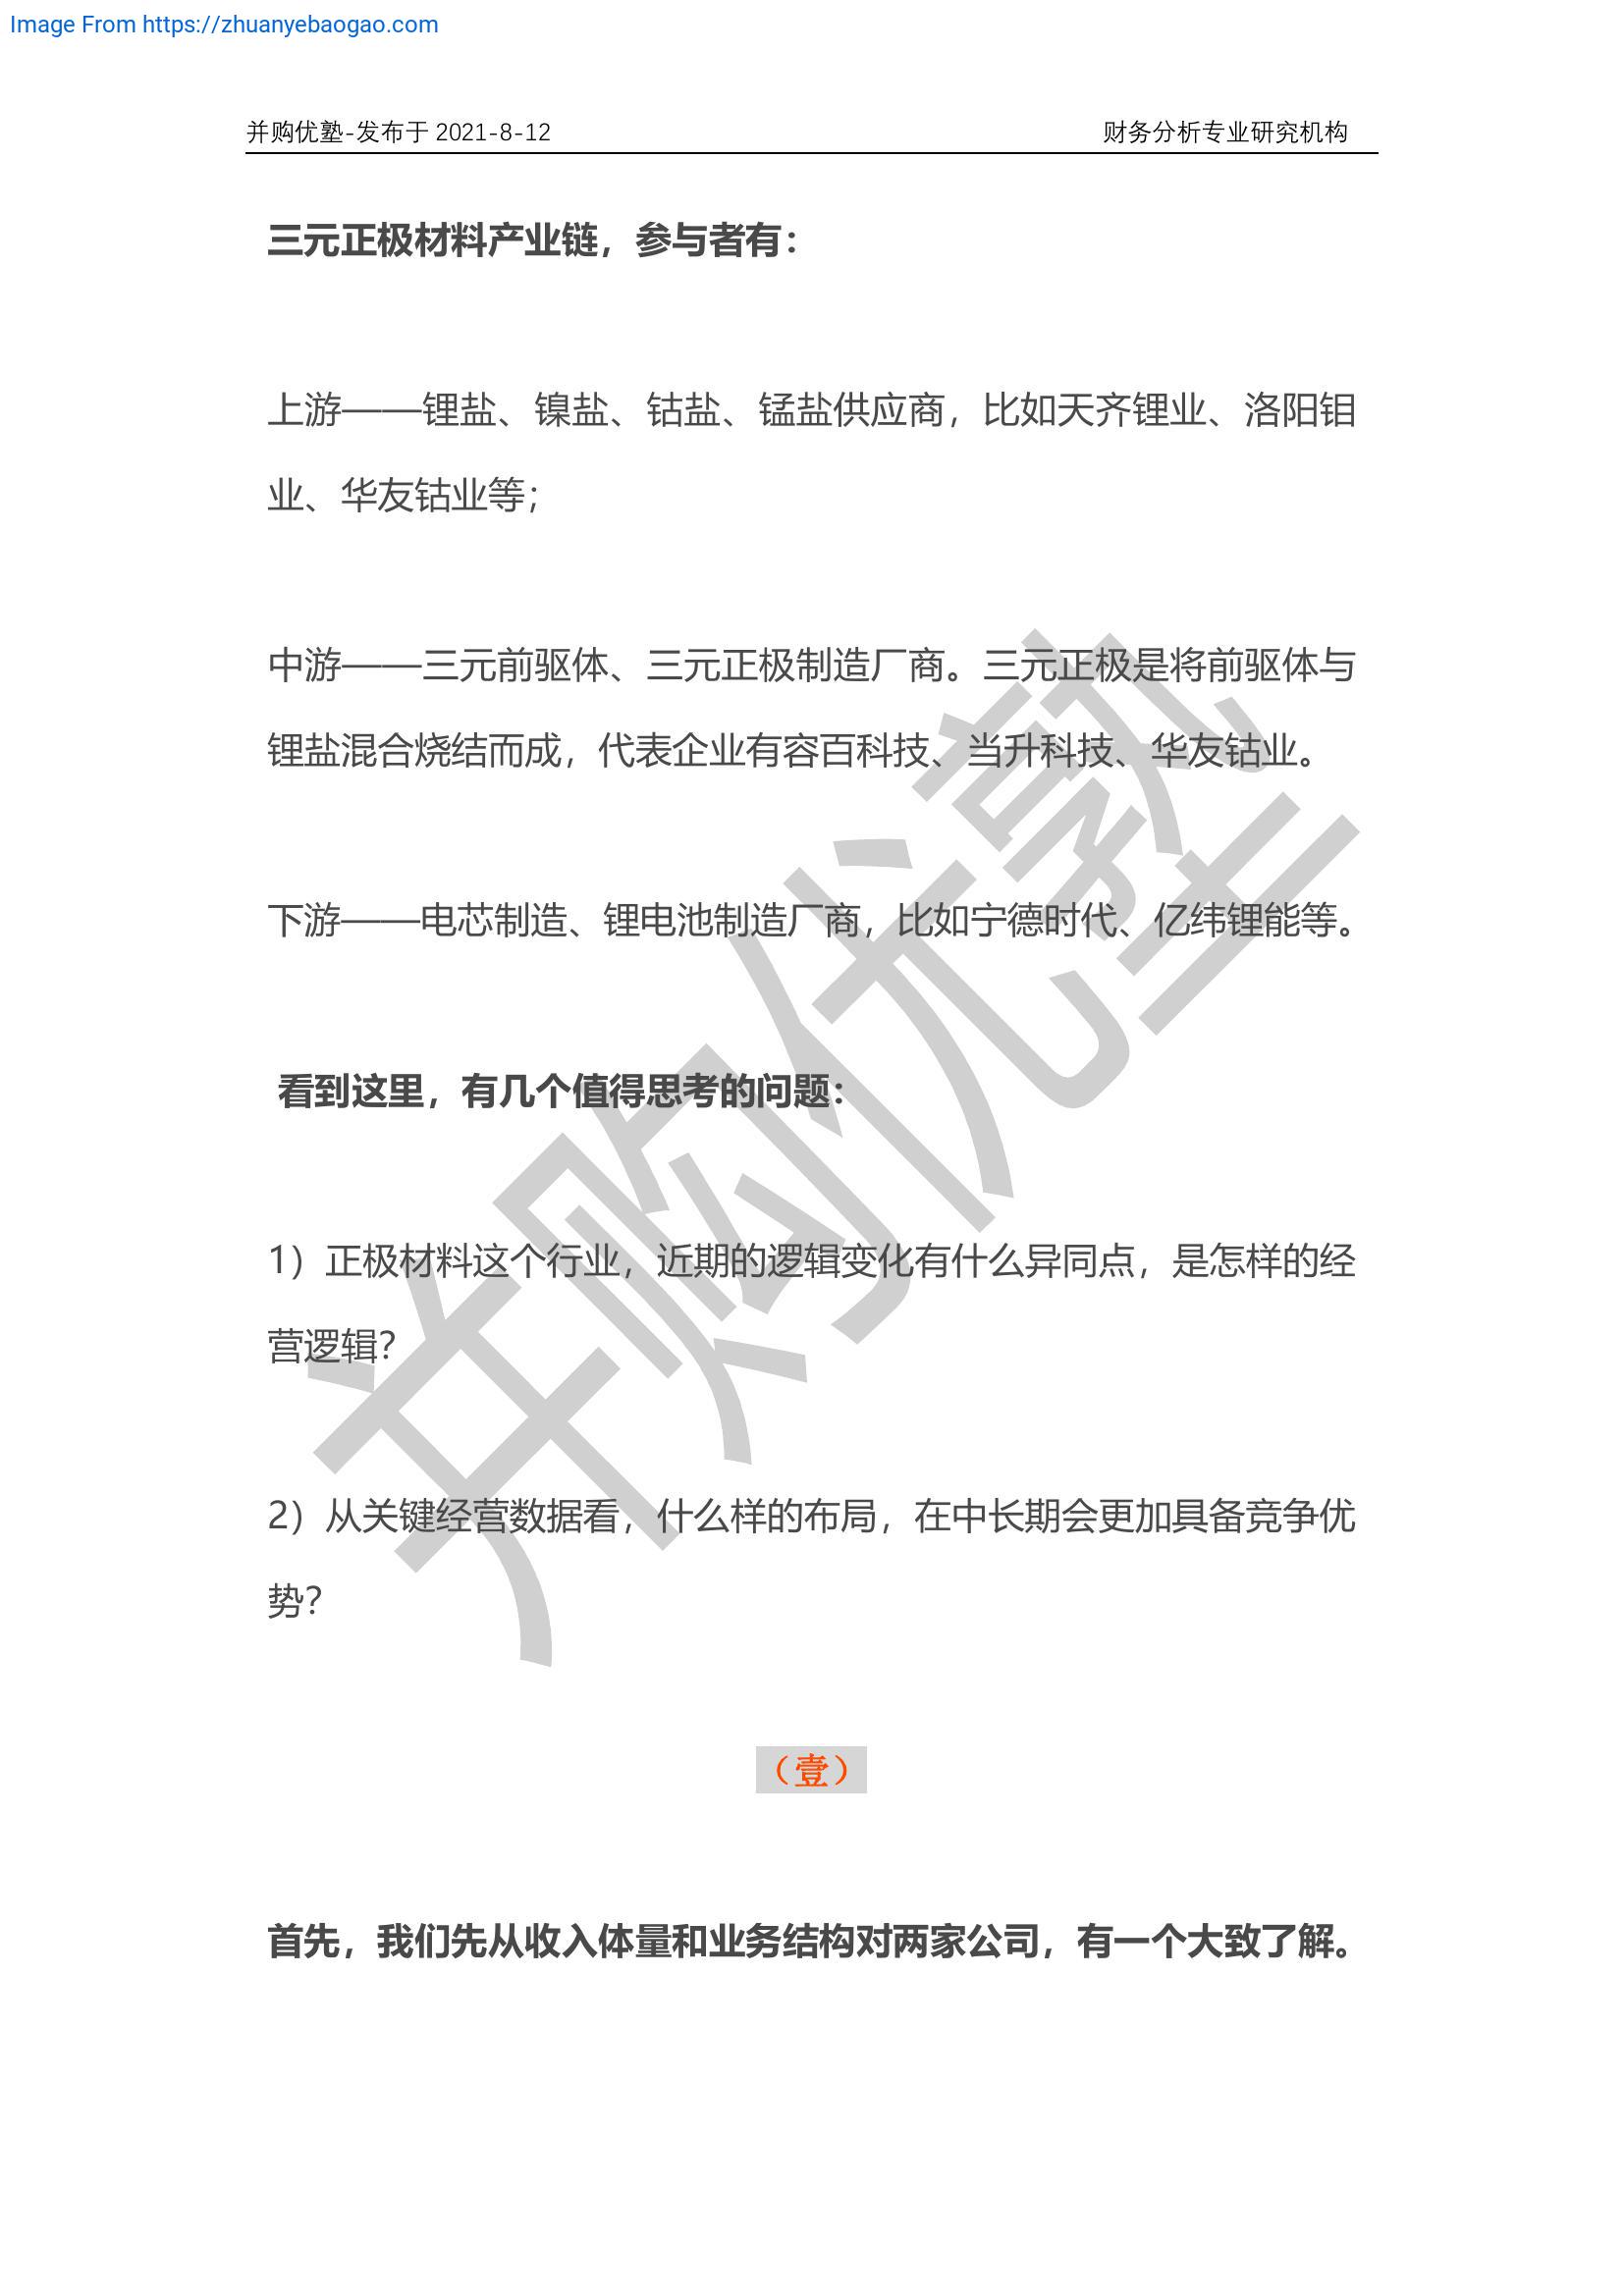 Image From https://zhuanyebaogao.com
并购优塾-发布于 2021-8-12 财务分析专业研究机构
三元正极材料产业链，参与者有：
上游——锂盐、镍盐、钴盐、锰盐供应商，比如天齐锂业、洛阳钼
业、华友钴业等；
中游——三元前驱体、三元正极制造厂商。三元正极是将前驱体与
锂盐混合烧结而成，代表企业有容百科技、当升科技、华友钴业。
下游——电芯制造、锂电池制造厂商，比如宁德时代、亿纬锂能等。
看到这里，有几个值得思考的问题：
1）正极材料这个行业，近期的逻辑变化有什么异同点，是怎样的经
营逻辑？
2）从关键经营数据看，什么样的布局，在中长期会更加具备竞争优
势？
（壹）
首先，我们先从收入体量和业务结构对两家公司，有一个大致了解。
并购优塾